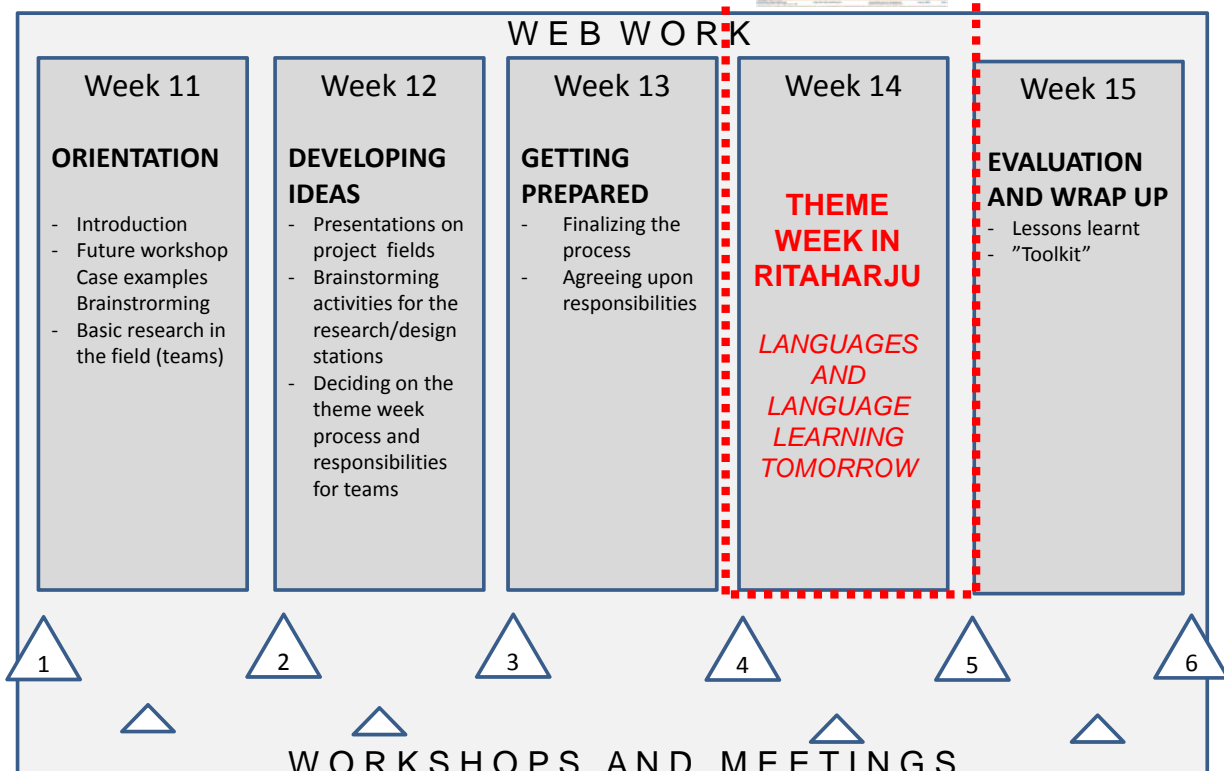 WEB WORK
Week 11
ORIENTATION
- Introduction
- Future workshop
Case examples
Brainstrorming
- Basic research in
the field (teams)
Week 12
DEVELOPING
IDEAS
- Presentations on
project fields
- Brainstorming
activities for the
research/design
stations
- Deciding on the
theme week
process and
responsibilities
for teams
Week 13
GETTING
PREPARED
- Finalizing the
process
- Agreeing upon
responsibilities
Week 14
THEME
WEEK IN
RITAHARJU
LANGUAGES
AND
LANGUAGE
LEARNING
TOMORROW
Week 15
EVALUATION
AND WRAP UP
- Lessons learnt
- ”Toolkit”
1
2
3
4
5
6
WORKSHOPS AND MEETINGS